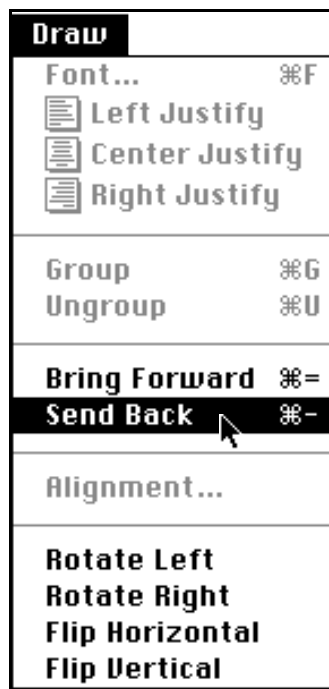 Draw
Font... ⌘F
Left Justify
Center Justify
Right Justify
Group ⌘G
Ungroup ⌘U
Bring Forward ⌘=
Send Back ⌘-
Alignment...
Rotate Left
Rotate Right
Flip Horizontal
Flip Vertical